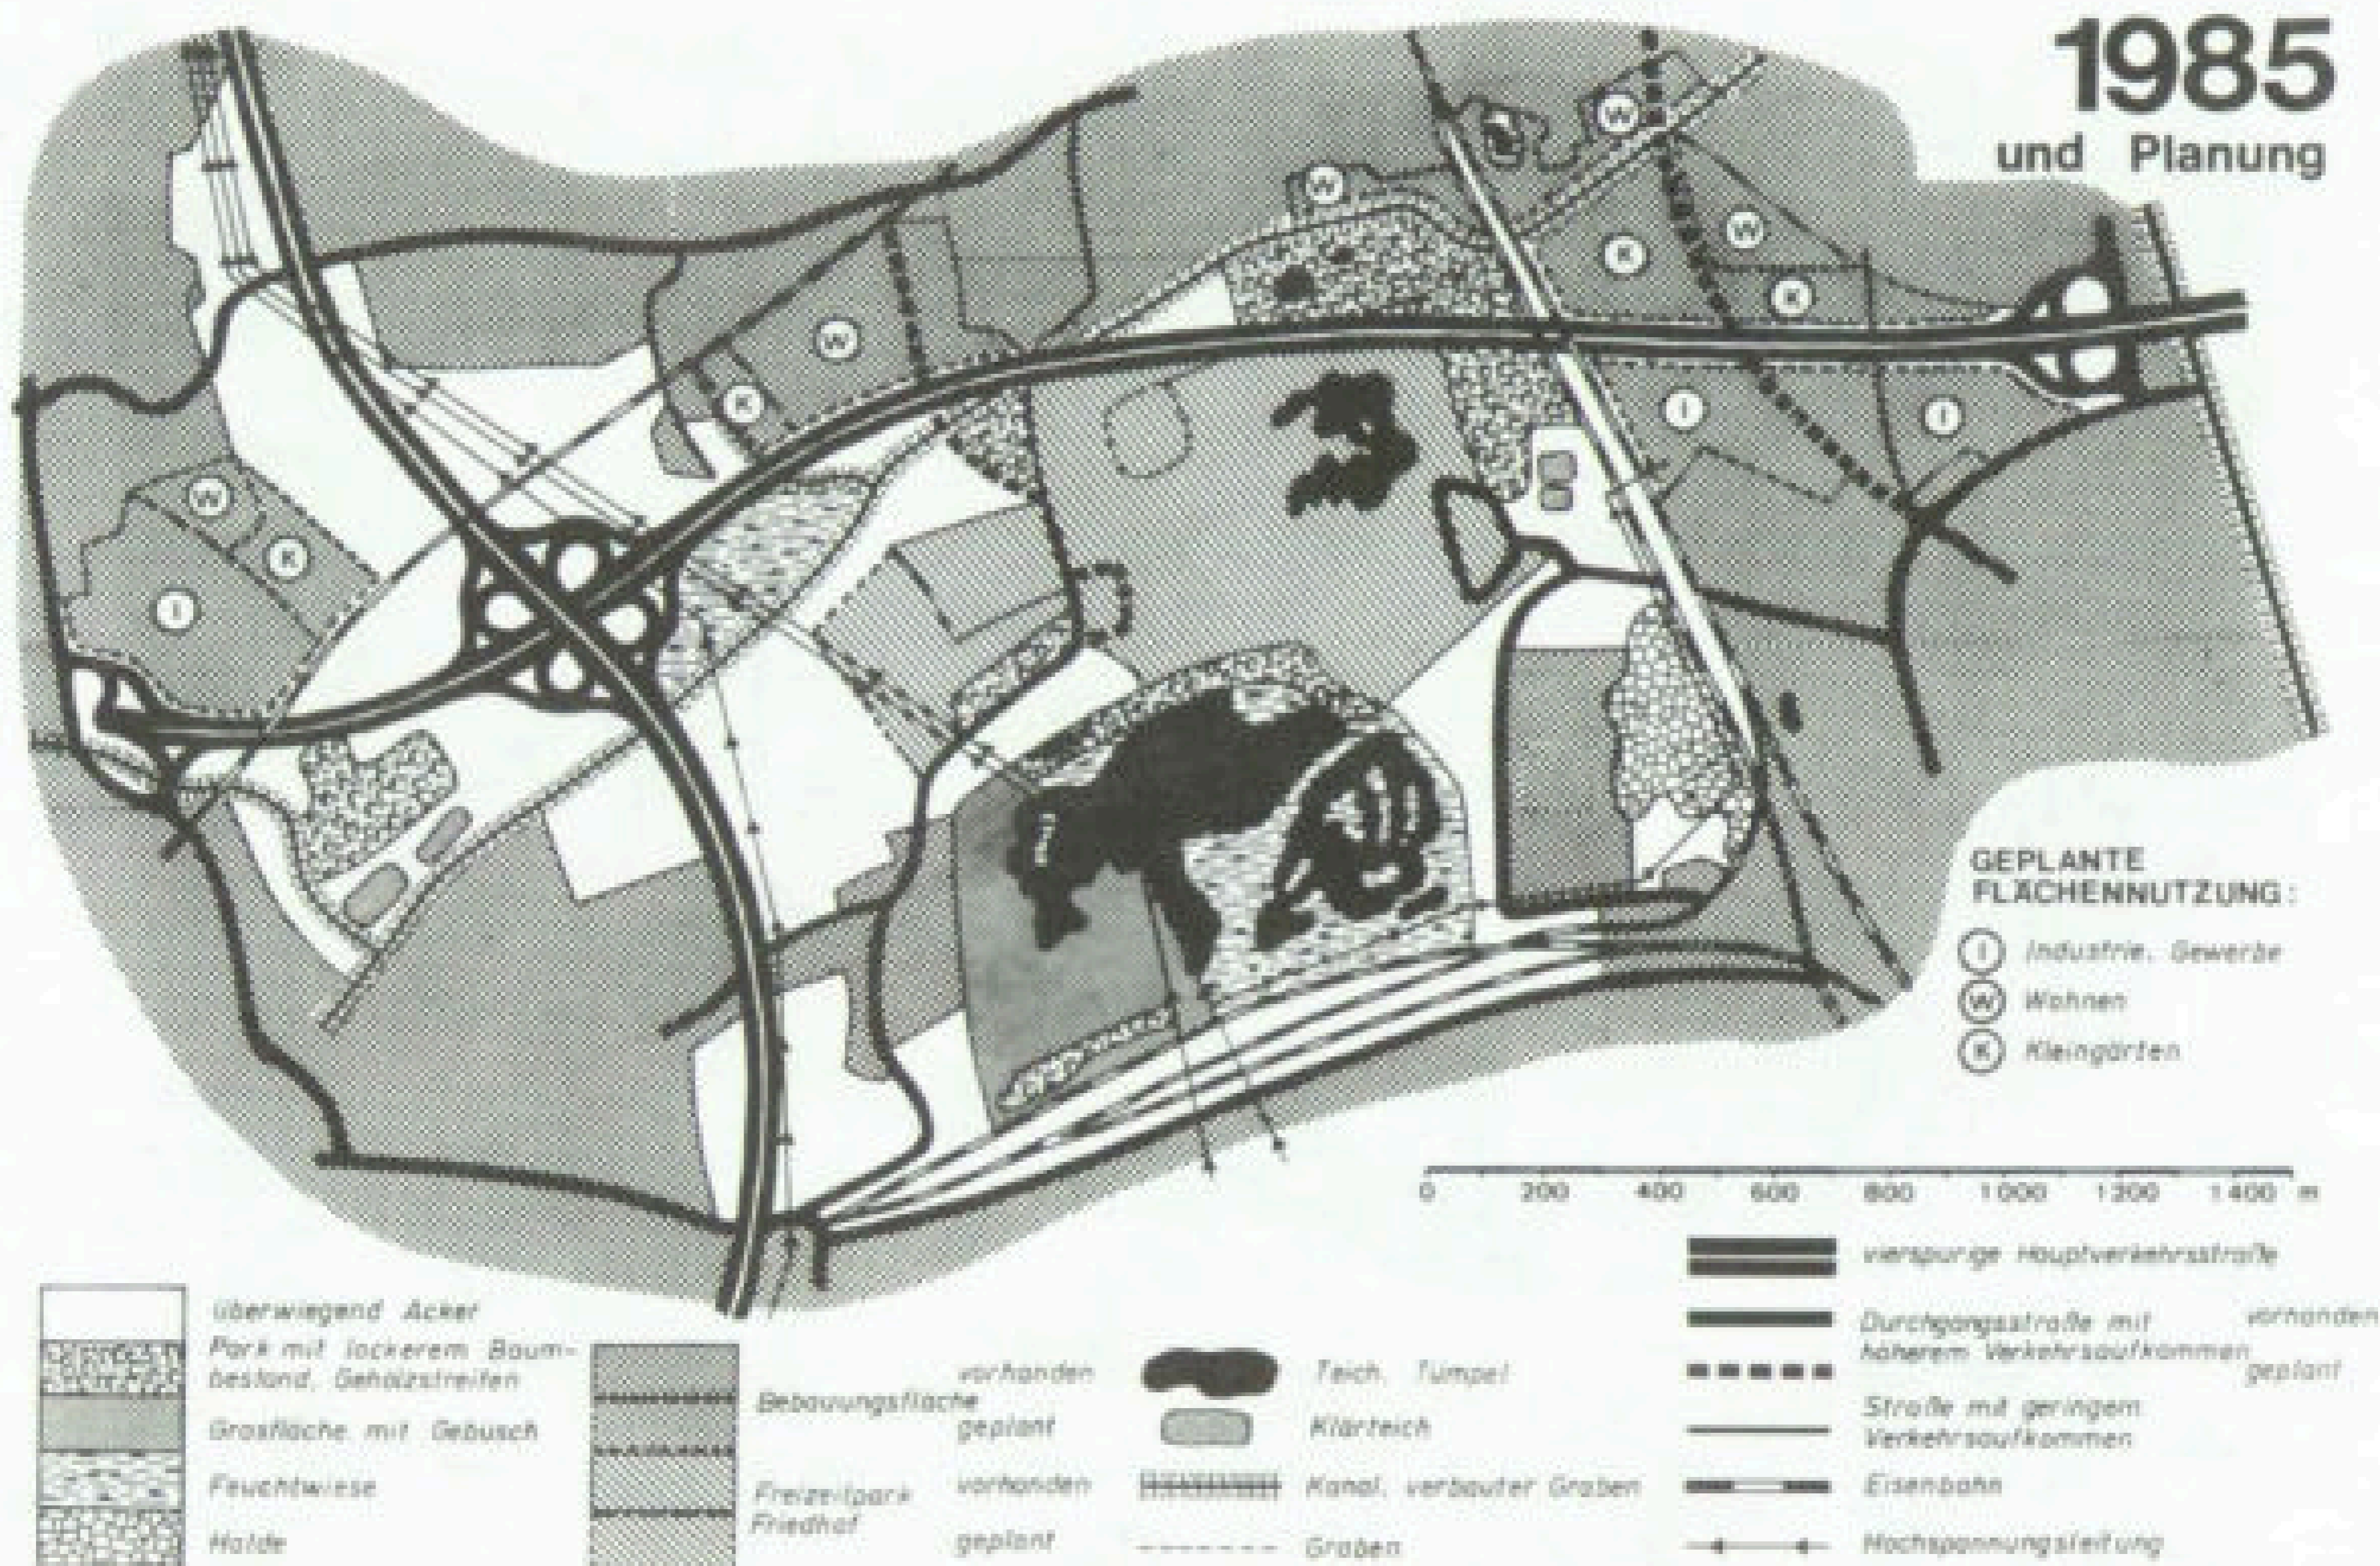 1985
und Planung
W
W
W
K
K
W
K
I
I
W
K
I
GEPLANTE
FLÄCHENNUTZUNG:
I Industrie, Gewerbe
W Wohnen
K Kleingärten
0 200 400 600 800 1000 1200 1400 m
überwiegend Acker
Park mit lockerem Baum-
bestand, Gehölzstreifen
Grasfläche mit Gebüsch
Feuchtwiese
Halde
Bebauungsfläche
vorhanden
geplant
Freizeitpark
Friedhof
vorhanden
geplant
Teich, Tümpel
Klärteich
Kanal, verbauter Graben
Graben
vierspurige Hauptverkehrsstraße
Durchgangsstraße mit
höherem Verkehrsaufkommen
vorhanden
geplant
Straße mit geringem
Verkehrsaufkommen
Eisenbahn
Hochspannungsleitung